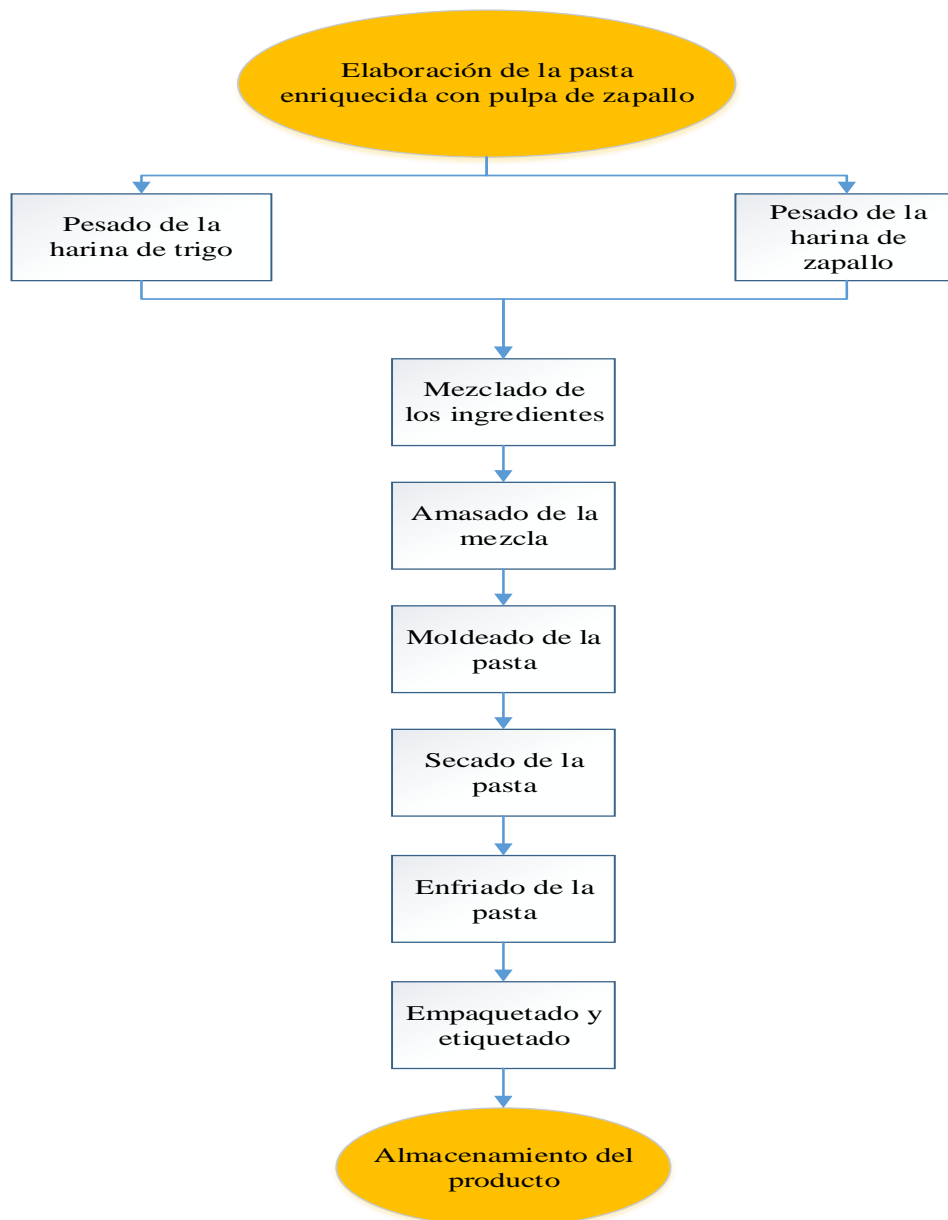 Elaboración de la pasta
enriquecida con pulpa de zapallo
Pesado de la
harina de trigo
Pesado de la
harina de
zapallo
Mezclado de
los ingredientes
Amasado de la
mezcla
Moldeado de la
pasta
Secado de la
pasta
Enfriado de la
pasta
Empaquetado y
etiquetado
Almacenamiento del
producto